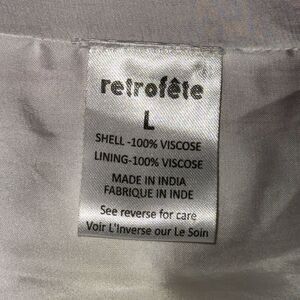 retrofête
L
SHELL -100% VISCOSE
LINING-100% VISCOSE
MADE IN INDIA
FABRIQUE IN INDE
See reverse for care
Voir L'Inverse our Le Soin